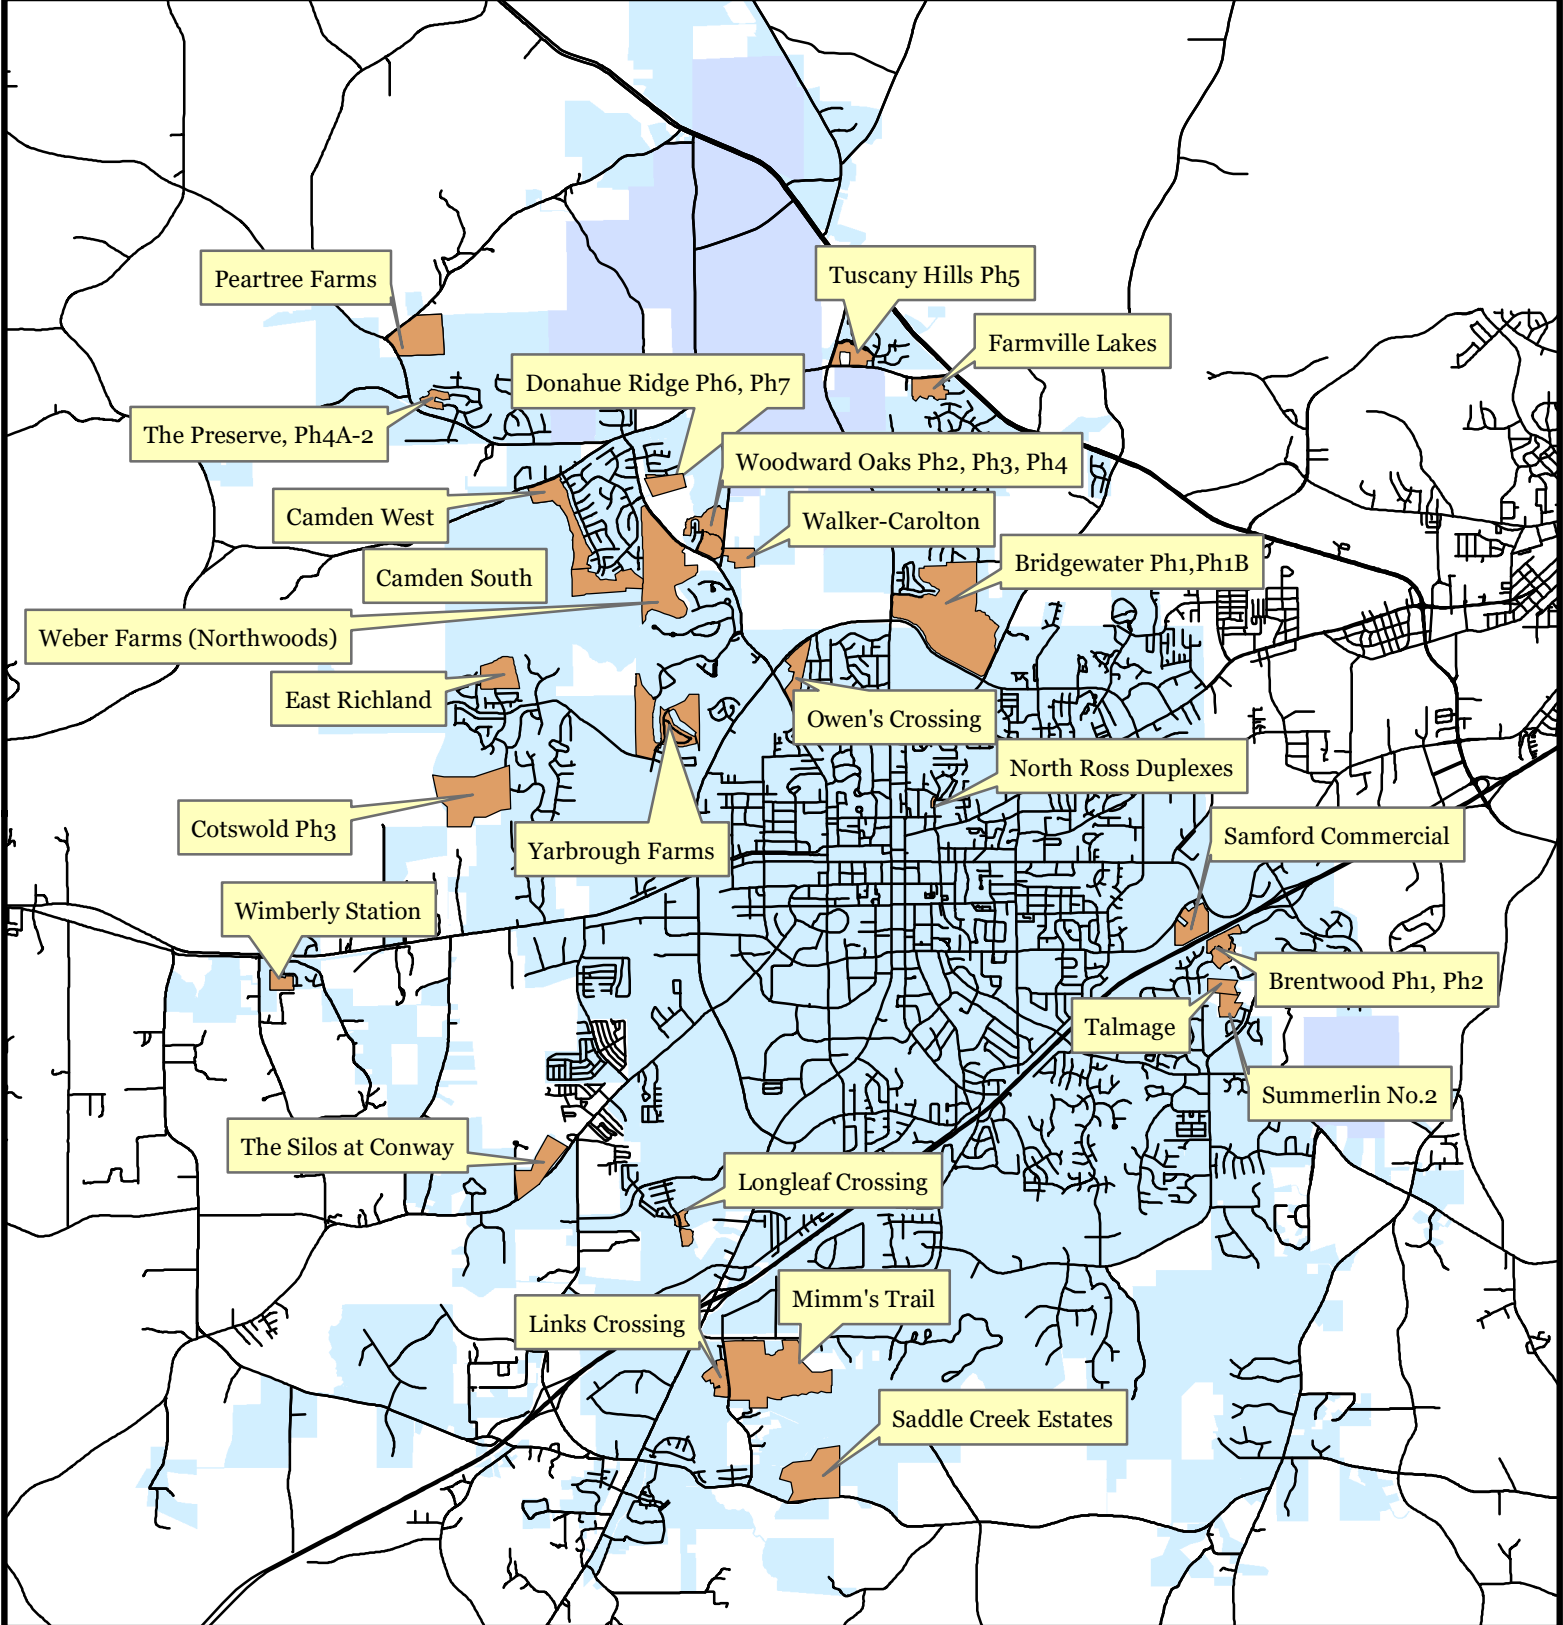 Peartree Farms
Tuscany Hills Ph5
Farmville Lakes
Donahue Ridge Ph6, Ph7
The Preserve, Ph4A-2
Woodward Oaks Ph2, Ph3, Ph4
Camden West
Walker-Carolton
Camden South
Bridgewater Ph1,Ph1B
Weber Farms (Northwoods)
East Richland
Owen's Crossing
North Ross Duplexes
Cotswold Ph3
Yarbrough Farms
Samford Commercial
Wimberly Station
Brentwood Ph1, Ph2
Talmage
Summerlin No.2
The Silos at Conway
Longleaf Crossing
Mimm's Trail
Links Crossing
Saddle Creek Estates